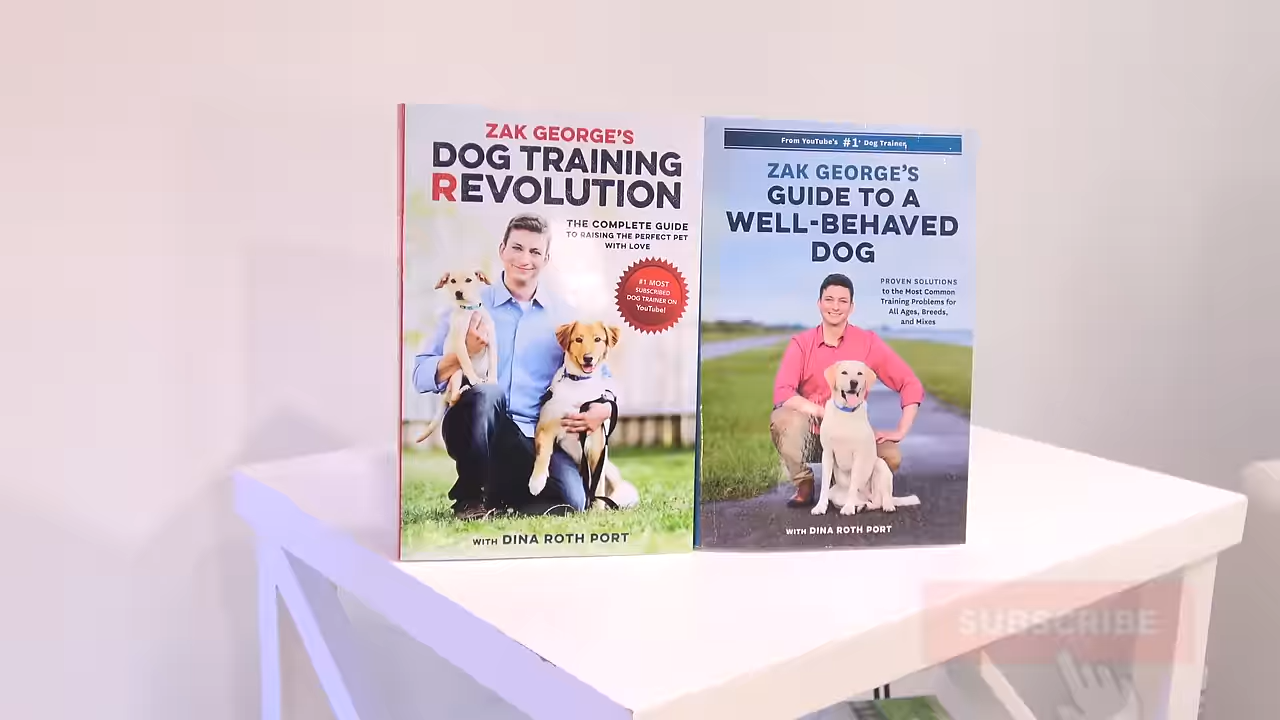 ZAK GEORGE'S
DOG TRAINING
REVOLUTION
THE COMPLETE GUIDE
TO RAISING THE PERFECT PET
WITH LOVE
#1 MOST
SUBSCRIBED
DOG TRAINER ON
YouTube!
WITH DINA ROTH PORT
From YouTube's #1* Dog Trainer
ZAK GEORGE'S
GUIDE TO A
WELL-BEHAVED
DOG
PROVEN SOLUTIONS
to the Most Common
Training Problems for
All Ages, Breeds,
and Mixes
WITH DINA ROTH PORT
SUBSCRIBE